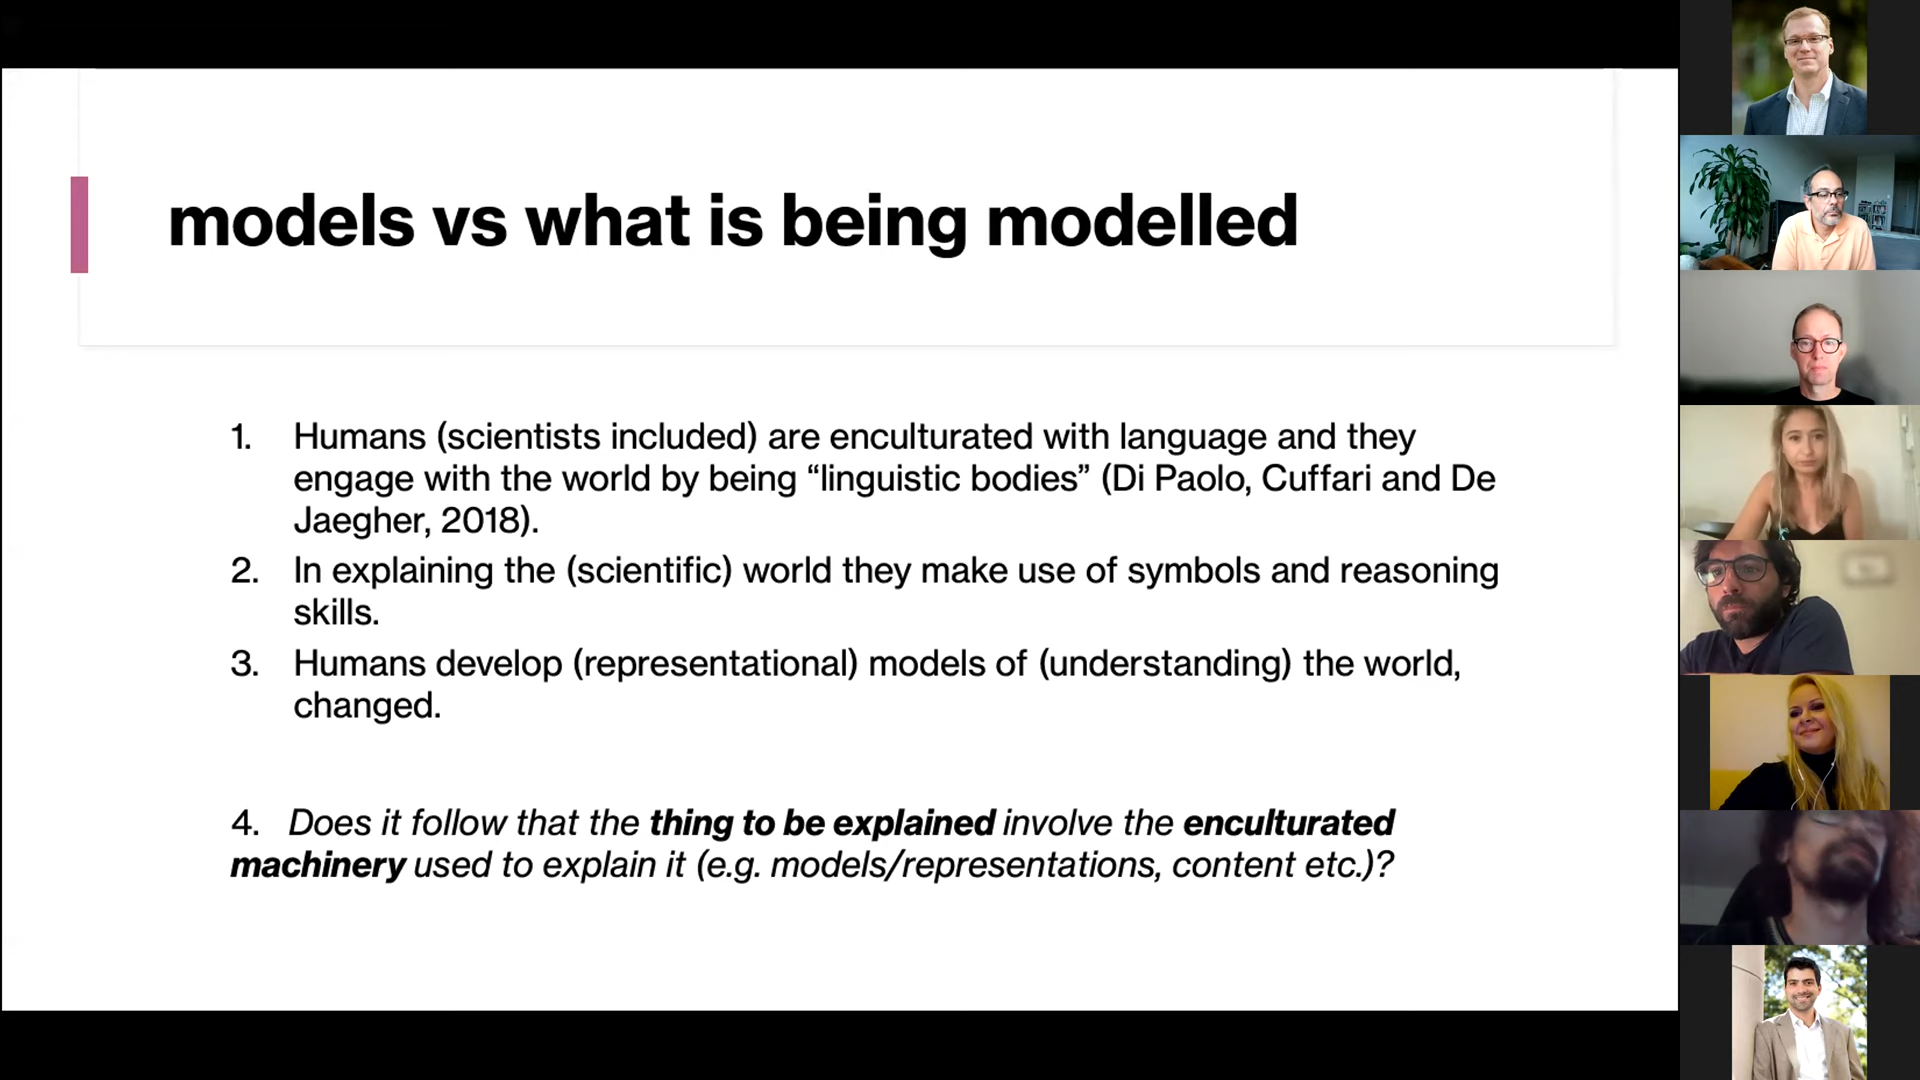 models vs what is being modelled
1. Humans (scientists included) are enculturated with language and they
engage with the world by being “linguistic bodies” (Di Paolo, Cuffari and De
Jaegher, 2018).
2. In explaining the (scientific) world they make use of symbols and reasoning
skills.
3. Humans develop (representational) models of (understanding) the world,
changed.
4. Does it follow that the thing to be explained involve the enculturated
machinery used to explain it (e.g. models/representations, content etc.)?